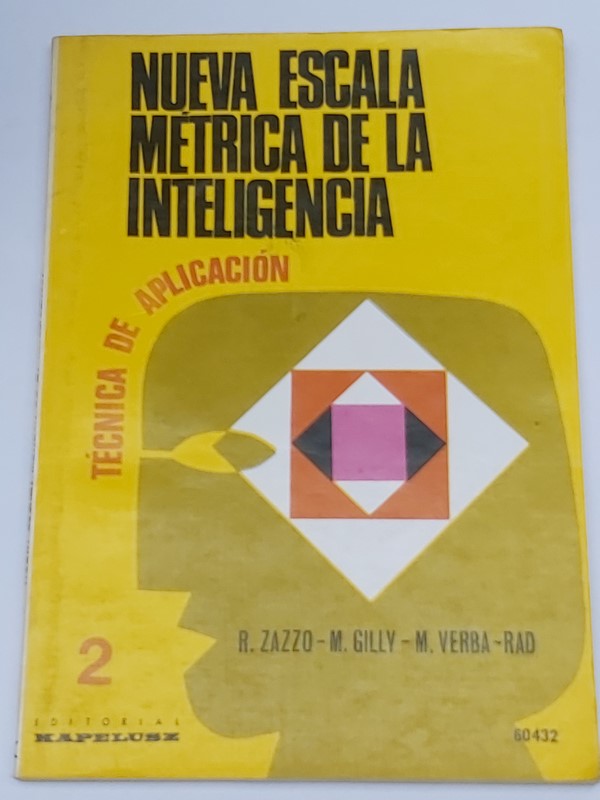 NUEVA ESCALA
MÉTRICA DE LA
INTELIGENCIA
TÉCNICA DE APLICACIÓN
R. ZAZZO - M. GILLY - M. VERBA-RAD
2
EDITORIAL
KAPELUSZ
60432